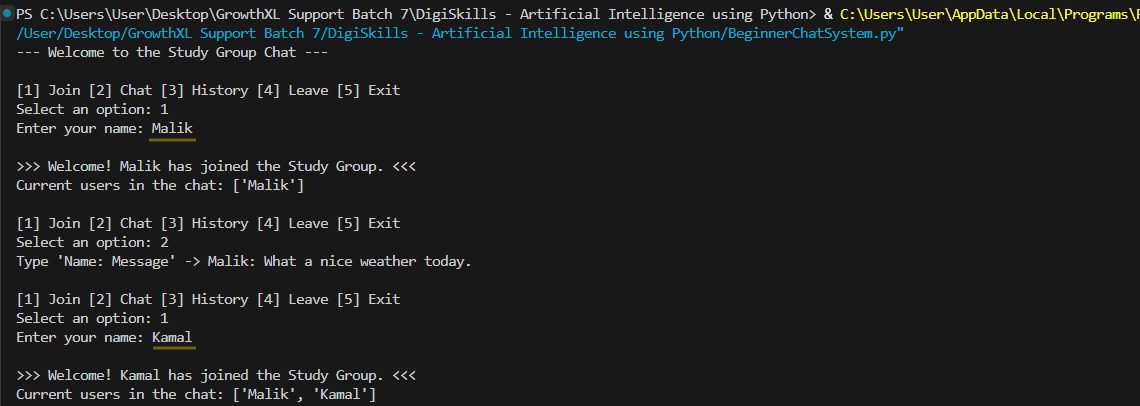 PS C:\Users\User\Desktop\GrowthXL Support Batch 7\DigiSkills - Artificial Intelligence using Python> & C:\Users\User\AppData\Local\Programs\
/User/Desktop/GrowthXL Support Batch 7/DigiSkills - Artificial Intelligence using Python/BeginnerChatSystem.py"
--- Welcome to the Study Group Chat ---
[1] Join [2] Chat [3] History [4] Leave [5] Exit
Select an option: 1
Enter your name: Malik
>>> Welcome! Malik has joined the Study Group. <<<
Current users in the chat: ['Malik']
[1] Join [2] Chat [3] History [4] Leave [5] Exit
Select an option: 2
Type 'Name: Message' -> Malik: What a nice weather today.
[1] Join [2] Chat [3] History [4] Leave [5] Exit
Select an option: 1
Enter your name: Kamal
>>> Welcome! Kamal has joined the Study Group. <<<
Current users in the chat: ['Malik', 'Kamal']